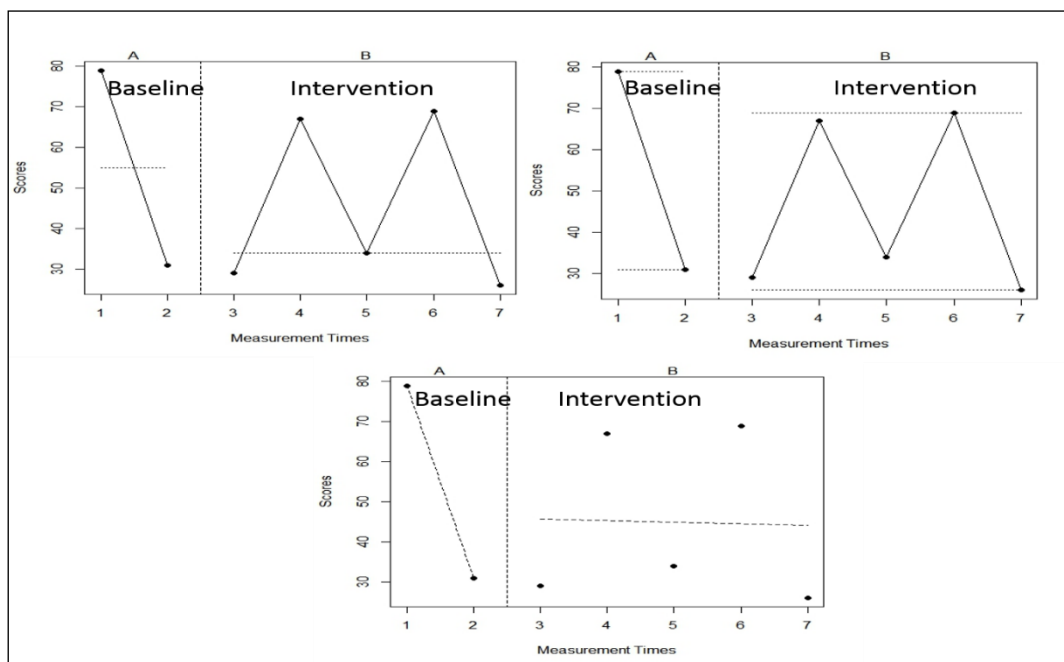 A B
Baseline Intervention
80
70
60
50
40
30
Scores
1 2 3 4 5 6 7
Measurement Times
A B
Baseline Intervention
80
70
60
50
40
30
Scores
1 2 3 4 5 6 7
Measurement Times
A B
Baseline Intervention
80
70
60
50
40
30
Scores
1 2 3 4 5 6 7
Measurement Times